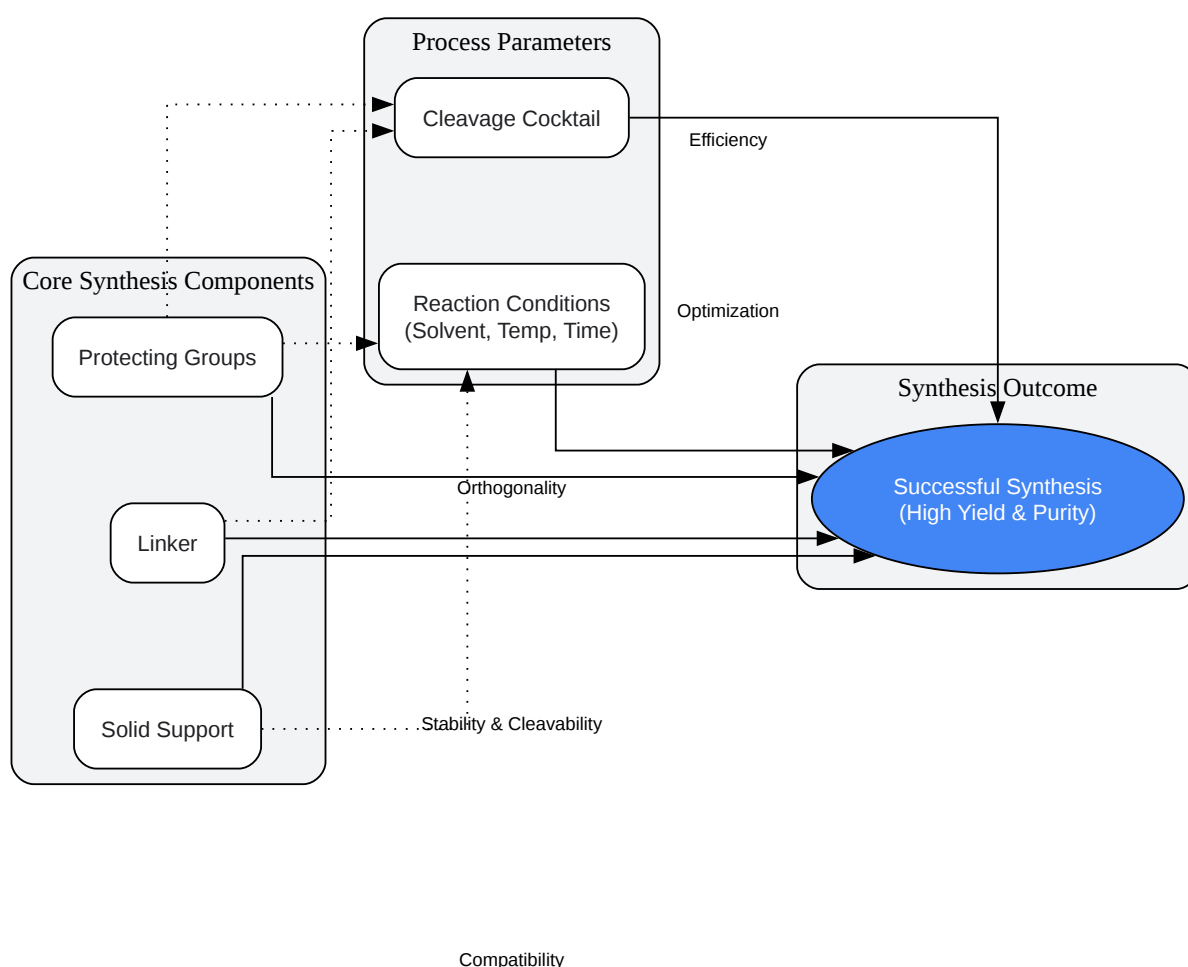 Process Parameters
Cleavage Cocktail
Efficiency
Core Synthesis Components
Reaction Conditions
(Solvent, Temp, Time)
Optimization
Protecting Groups
Synthesis Outcome
Orthogonality
Successful Synthesis
(High Yield & Purity)
Linker
Solid Support
Stability & Cleavability
Compatibility